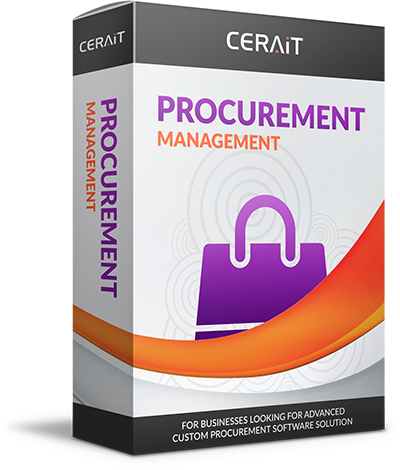 CERAiT
PROCUREMENT
MANAGEMENT
FOR BUSINESSES LOOKING FOR ADVANCED
CUSTOM PROCUREMENT SOFTWARE SOLUTION
CERAiT
PROCUREMENT
MANAGEMENT